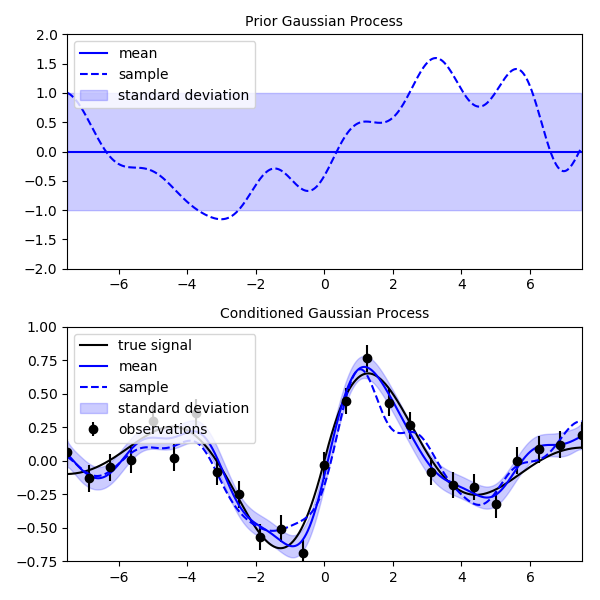 Prior Gaussian Process
2.0
1.5
1.0
0.5
0.0
−0.5
−1.0
−1.5
−2.0
mean
sample
standard deviation
−6 −4 −2 0 2 4 6
Conditioned Gaussian Process
1.00
0.75
0.50
0.25
0.00
−0.25
−0.50
−0.75
true signal
mean
sample
standard deviation
observations
−6 −4 −2 0 2 4 6